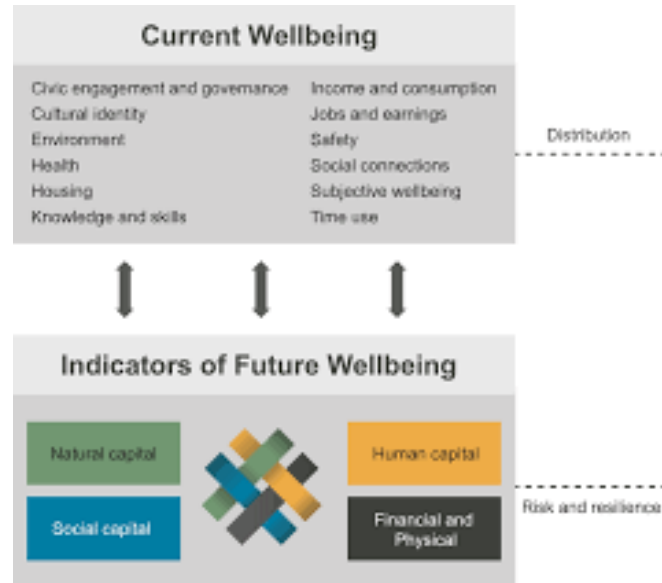 Current Wellbeing
Civic engagement and governance
Cultural identity
Environment
Health
Housing
Knowledge and skills
Income and consumption
Jobs and earnings
Safety
Social connections
Subjective wellbeing
Time use
Distribution
Indicators of Future Wellbeing
Natural capital
Human capital
Social capital
Financial and
Physical
Risk and resilience